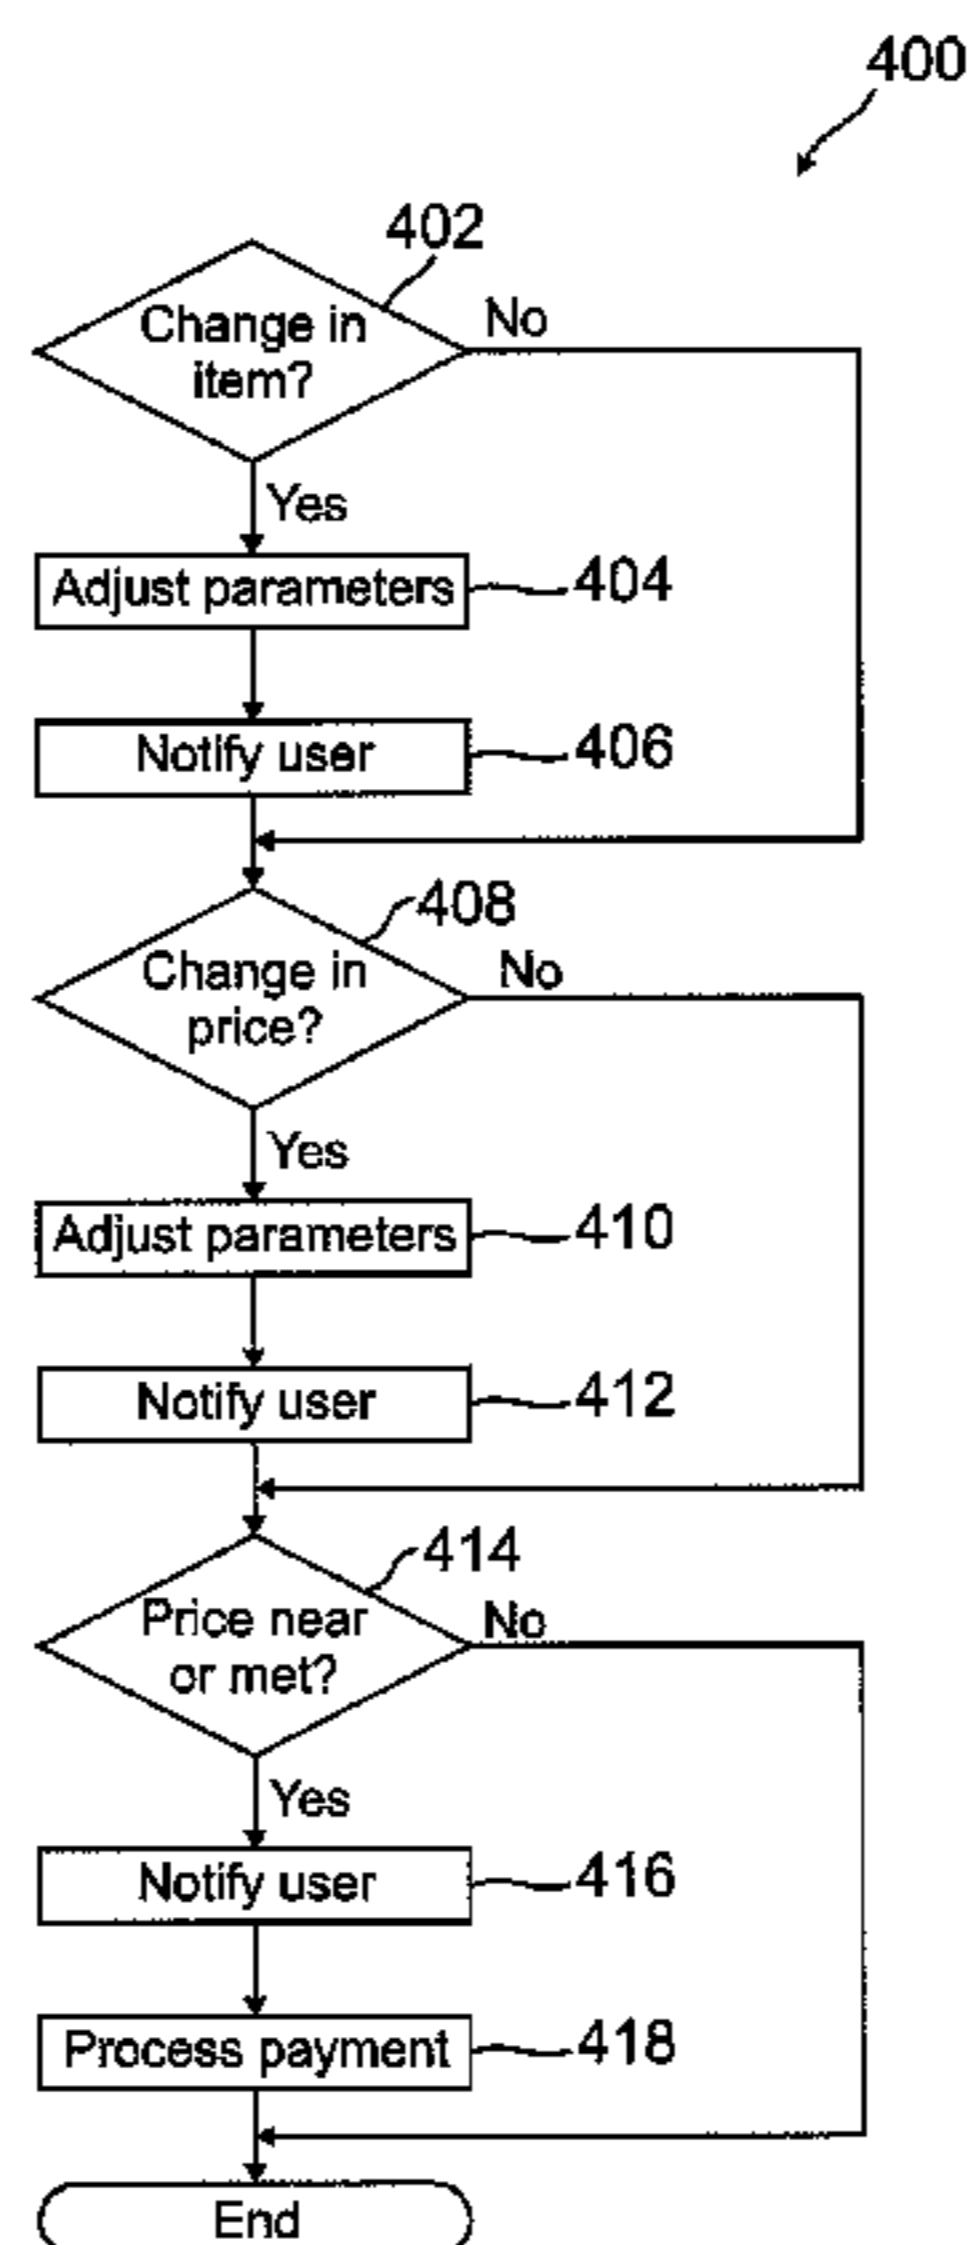 400
402
Change in
item?
No
Yes
Adjust parameters
404
Notify user
406
408
Change in
price?
No
Yes
Adjust parameters
410
Notify user
412
414
Price near
or met?
No
Yes
Notify user
416
Process payment
418
End